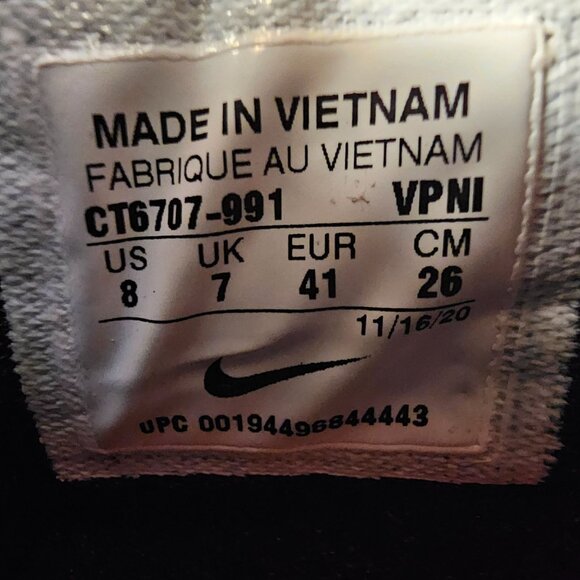 MADE IN VIETNAM
FABRIQUE AU VIETNAM
CT6707-991 VPNI
US UK EUR CM
8 7 41 26
11/16/20
UPC 00194496644443